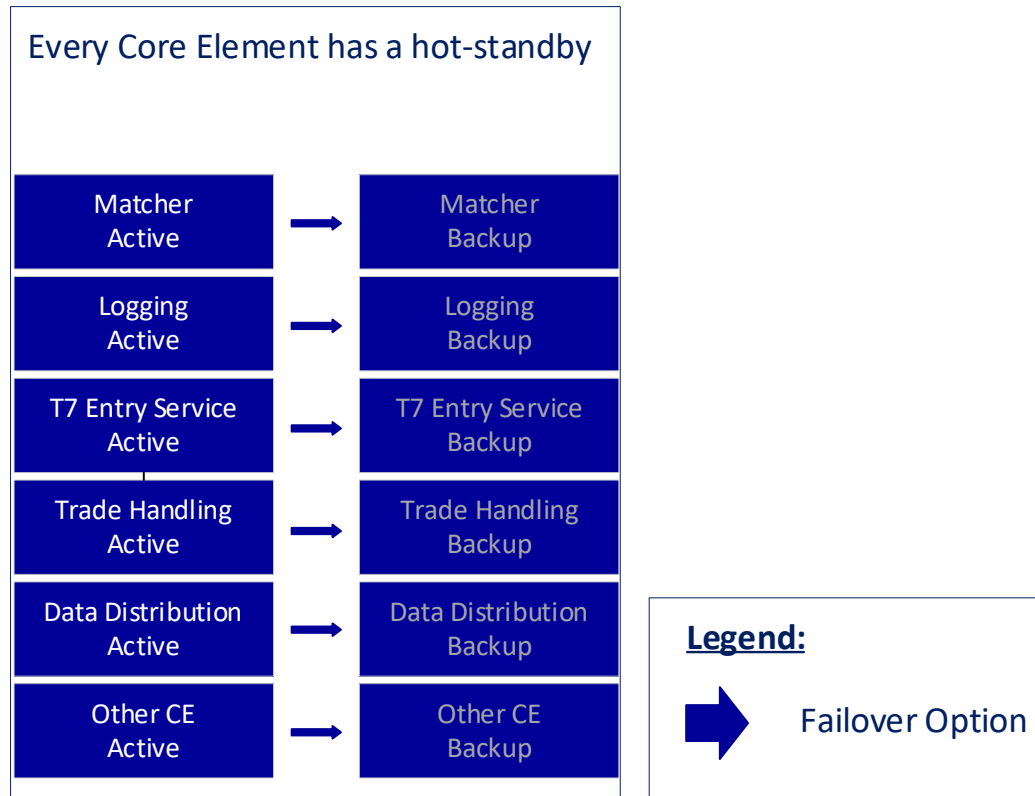 Every Core Element has a hot-standby
Matcher
Active
Matcher
Backup
Logging
Active
Logging
Backup
T7 Entry Service
Active
T7 Entry Service
Backup
Trade Handling
Active
Trade Handling
Backup
Data Distribution
Active
Data Distribution
Backup
Other CE
Active
Other CE
Backup
Legend:
Failover Option